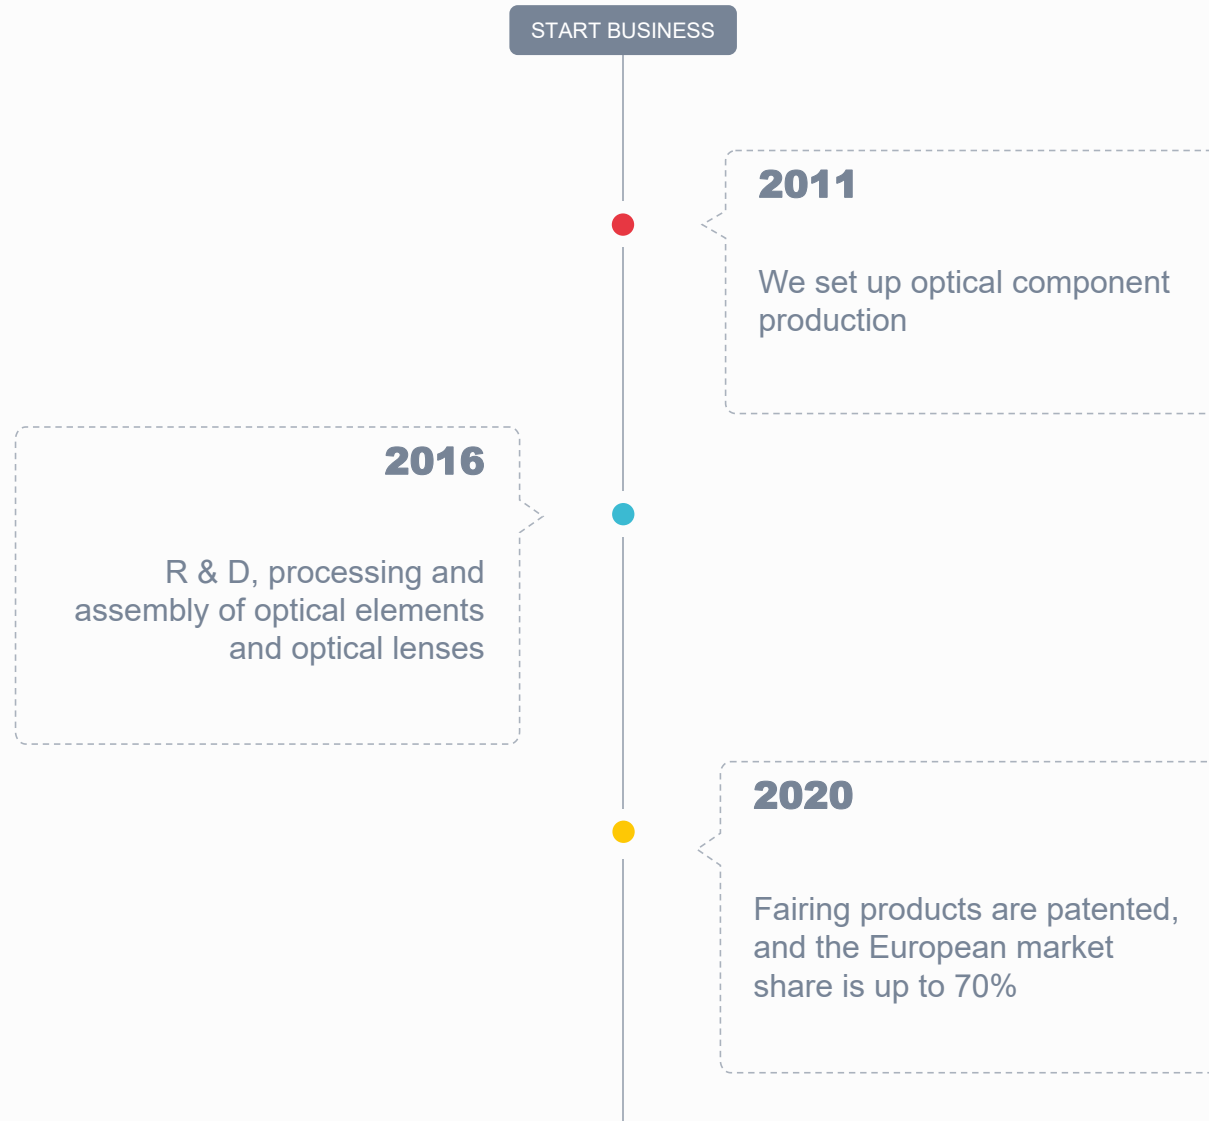 START BUSINESS
2011
We set up optical component
production
2016
R & D, processing and
assembly of optical elements
and optical lenses
2020
Fairing products are patented,
and the European market
share is up to 70%